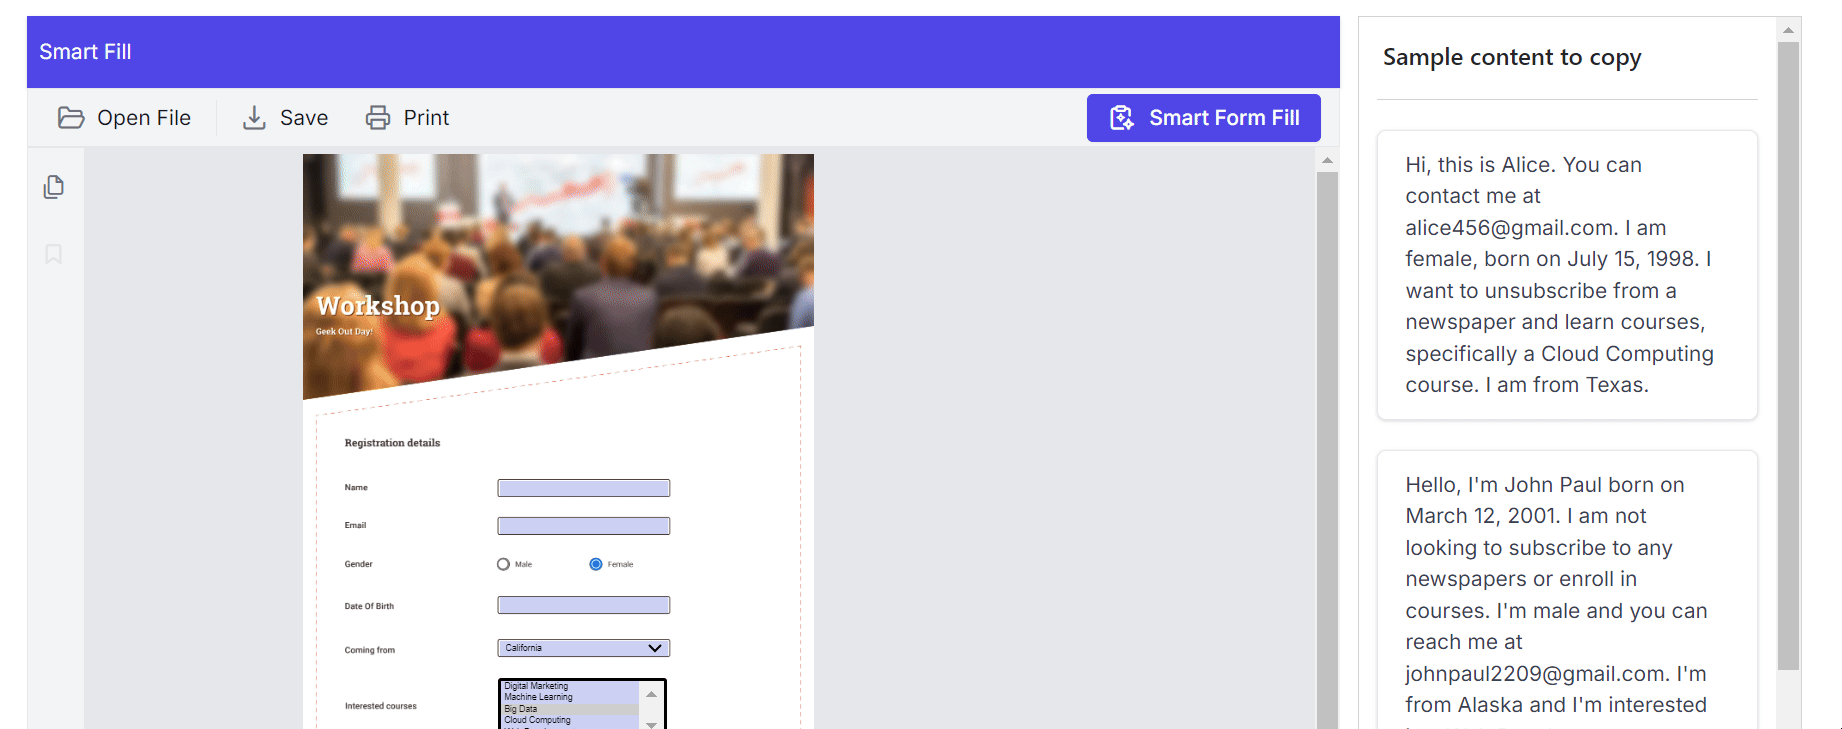 Smart Fill
Open File
Save
Print
Smart Form Fill
Workshop
Geek Out Day!
Registration details
Name
Email
Gender
Male
Female
Date Of Birth
Coming from
California
Interested courses
Digital Marketing
Machine Learning
Big Data
Cloud Computing
Sample content to copy
Hi, this is Alice. You can
contact me at
alice456@gmail.com. I am
female, born on July 15, 1998. I
want to unsubscribe from a
newspaper and learn courses,
specifically a Cloud Computing
course. I am from Texas.
Hello, I'm John Paul born on
March 12, 2001. I am not
looking to subscribe to any
newspapers or enroll in
courses. I'm male and you can
reach me at
johnpaul2209@gmail.com. I'm
from Alaska and I'm interested